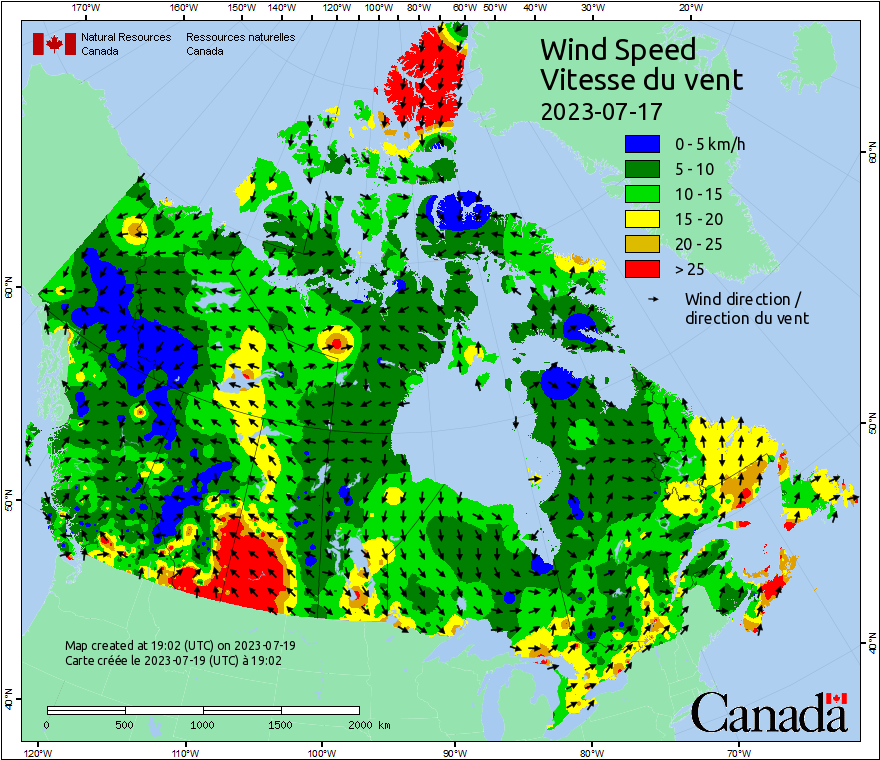 170°W 160°W 150°W 140°W 130°W 120°W 110°W 100°W 90°W 80°W 70°W 60°W 50°W 40°W 30°W 20°W
Natural Resources Canada
Ressources naturelles Canada
Wind Speed
Vitesse du vent
2023-07-17
0 - 5 km/h
5 - 10
10 - 15
15 - 20
20 - 25
> 25
Wind direction /
direction du vent
60°N
60°N
50°N
50°N
40°N
40°N
Map created at 19:02 (UTC) on 2023-07-19
Carte créée le 2023-07-19 (UTC) à 19:02
0 500 1000 1500 2000 km
Canada
120°W 110°W 100°W 90°W 80°W 70°W